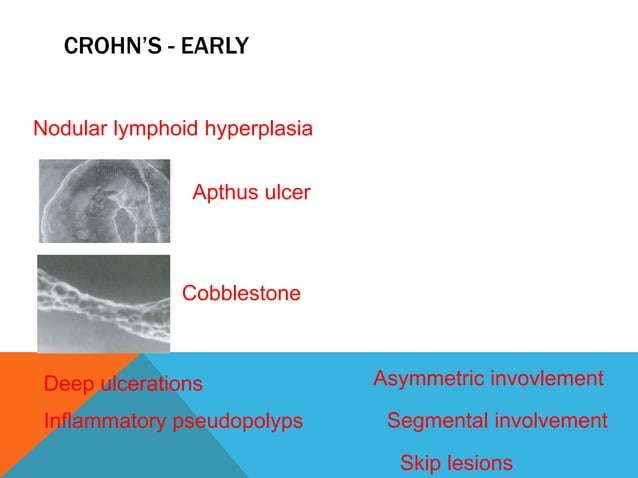 CROHN'S - EARLY
Nodular lymphoid hyperplasia
Apthus ulcer
Cobblestone
Deep ulcerations
Inflammatory pseudopolyps
Asymmetric invovlement
Segmental involvement
Skip lesions